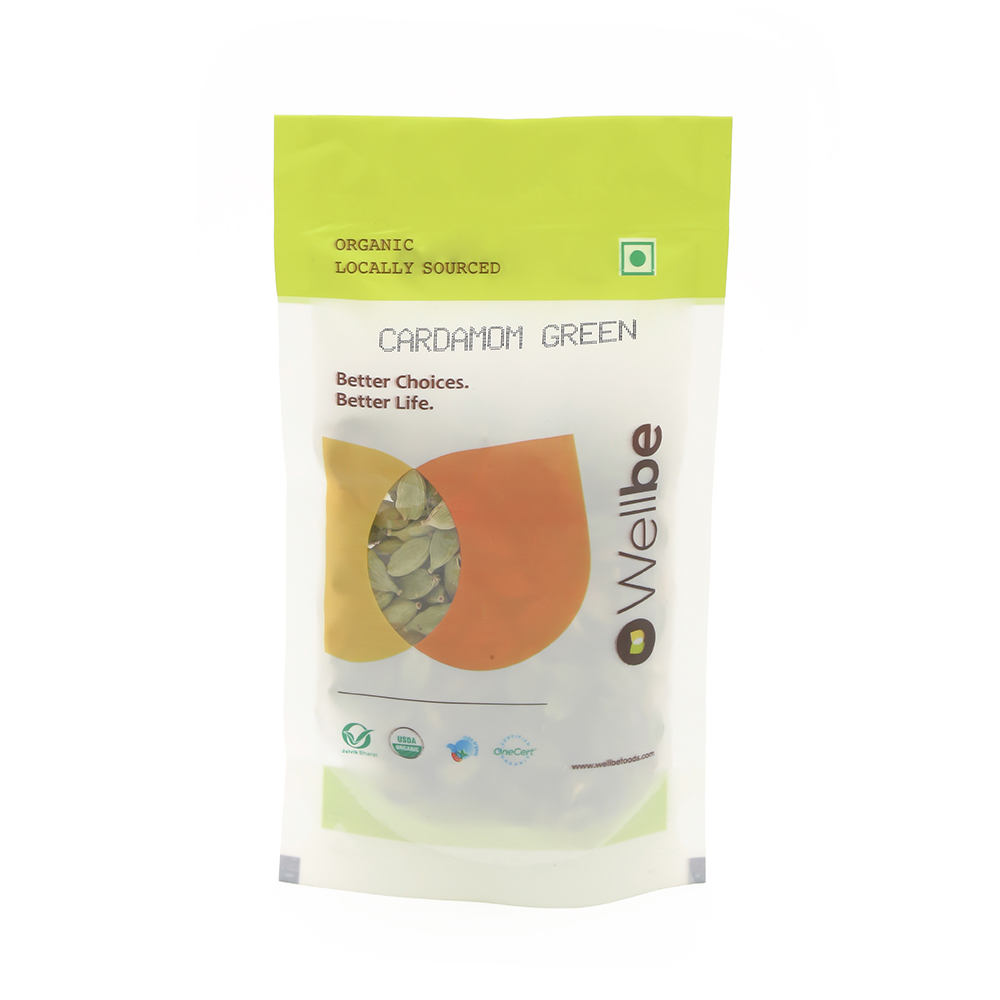 ORGANIC
LOCALLY SOURCED
CARDAMOM GREEN
Better Choices.
Better Life.
Wellbe
Jaivik Bharat
USDA
ORGANIC
OneCert
www.wellbefoods.com